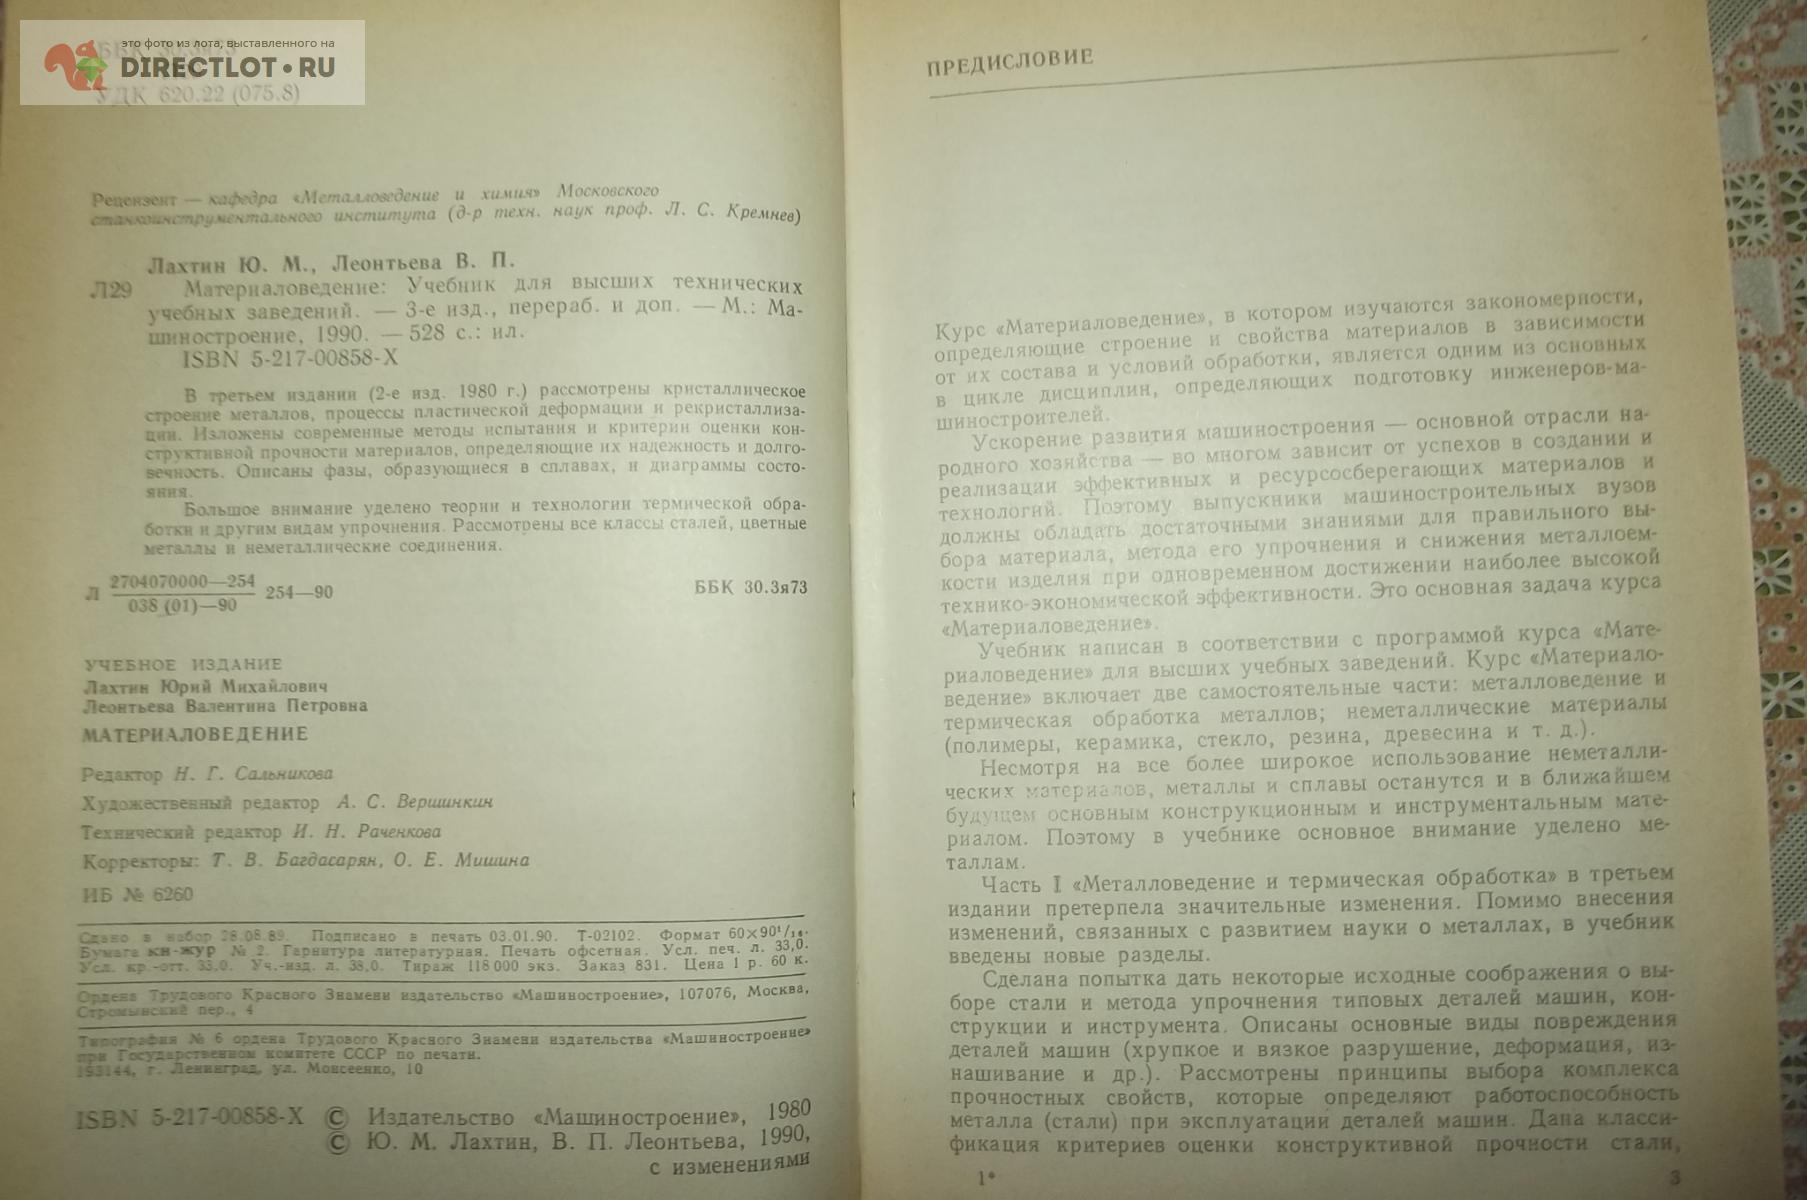 это фото из лота, выставленного на
DIRECTLOT.RU
УДК 620.22 (075.8)
Рецензент — кафедра «Металловедение и химия» Московского
станкоинструментального института (д-р техн. наук проф. Л. С. Кремнев)
Лахтин Ю. М., Леонтьева В. П.
Л29 Материаловедение: Учебник для высших технических
учебных заведений. — 3-е изд., перераб. и доп. — М.: Ма-
шиностроение, 1990. — 528 с.: ил.
ISBN 5-217-00858-X
В третьем издании (2-е изд. 1980 г.) рассмотрены кристаллическое
строение металлов, процессы пластической деформации и рекристаллиза-
ции. Изложены современные методы испытания и критерии оценки кон-
структивной прочности материалов, определяющие их надежность и долго-
вечность. Описаны фазы, образующиеся в сплавах, и диаграммы состо-
яния.
Большое внимание уделено теории и технологии термической обра-
ботки и другим видам упрочнения. Рассмотрены все классы сталей, цветные
металлы и неметаллические соединения.
Л 2704070000—254
038 (01)—90 254—90 ББК 30.3я73
УЧЕБНОЕ ИЗДАНИЕ
Лахтин Юрий Михайлович
Леонтьева Валентина Петровна
МАТЕРИАЛОВЕДЕНИЕ
Редактор Н. Г. Сальникова
Художественный редактор А. С. Вершинкин
Технический редактор И. Н. Раченкова
Корректоры: Т. В. Багдасарян, О. Е. Мишина
ИБ № 6260
Сдано в набор 28.08.89. Подписано в печать 03.01.90. Т-02102. Формат 60×90¹/₁₆.
Бумага кн-жур № 2. Гарнитура литературная. Печать офсетная. Усл. печ. л. 33,0.
Усл. кр.-отт. 33,0. Уч.-изд. л. 38,0. Тираж 118 000 экз. Заказ 831. Цена 1 р. 60 к.
Ордена Трудового Красного Знамени издательство «Машиностроение», 107076, Москва,
Стромынский пер., 4
Типография № 6 ордена Трудового Красного Знамени издательства «Машиностроение»
при Государственном комитете СССР по печати.
193144, г. Ленинград, ул. Моисеенко, 10
ISBN 5-217-00858-X © Издательство «Машиностроение», 1980
© Ю. М. Лахтин, В. П. Леонтьева, 1990,
с изменениями
ПРЕДИСЛОВИЕ
Курс «Материаловедение», в котором изучаются закономерности,
определяющие строение и свойства материалов в зависимости
от их состава и условий обработки, является одним из основных
в цикле дисциплин, определяющих подготовку инженеров-ма-
шиностроителей.
Ускорение развития машиностроения — основной отрасли на-
родного хозяйства — во многом зависит от успехов в создании и
реализации эффективных и ресурсосберегающих материалов и
технологий. Поэтому выпускники машиностроительных вузов
должны обладать достаточными знаниями для правильного вы-
бора материала, метода его упрочнения и снижения металлоем-
кости изделия при одновременном достижении наиболее высокой
технико-экономической эффективности. Это основная задача курса
«Материаловедение».
Учебник написан в соответствии с программой курса «Мате-
риаловедение» для высших учебных заведений. Курс «Материало-
ведение» включает две самостоятельные части: металловедение и
термическая обработка металлов; неметаллические материалы
(полимеры, керамика, стекло, резина, древесина и т. д.).
Несмотря на все более широкое использование неметалли-
ческих материалов, металлы и сплавы останутся и в ближайшем
будущем основным конструкционным и инструментальным мате-
риалом. Поэтому в учебнике основное внимание уделено ме-
таллам.
Часть I «Металловедение и термическая обработка» в третьем
издании претерпела значительные изменения. Помимо внесения
изменений, связанных с развитием науки о металлах, в учебник
введены новые разделы.
Сделана попытка дать некоторые исходные соображения о вы-
боре стали и метода упрочнения типовых деталей машин, кон-
струкции и инструмента. Описаны основные виды повреждения
деталей машин (хрупкое и вязкое разрушение, деформация, из-
нашивание и др.). Рассмотрены принципы выбора комплекса
прочностных свойств, которые определяют работоспособность
металла (стали) при эксплуатации деталей машин. Дана класси-
фикация критериев оценки конструктивной прочности стали,
1* 3